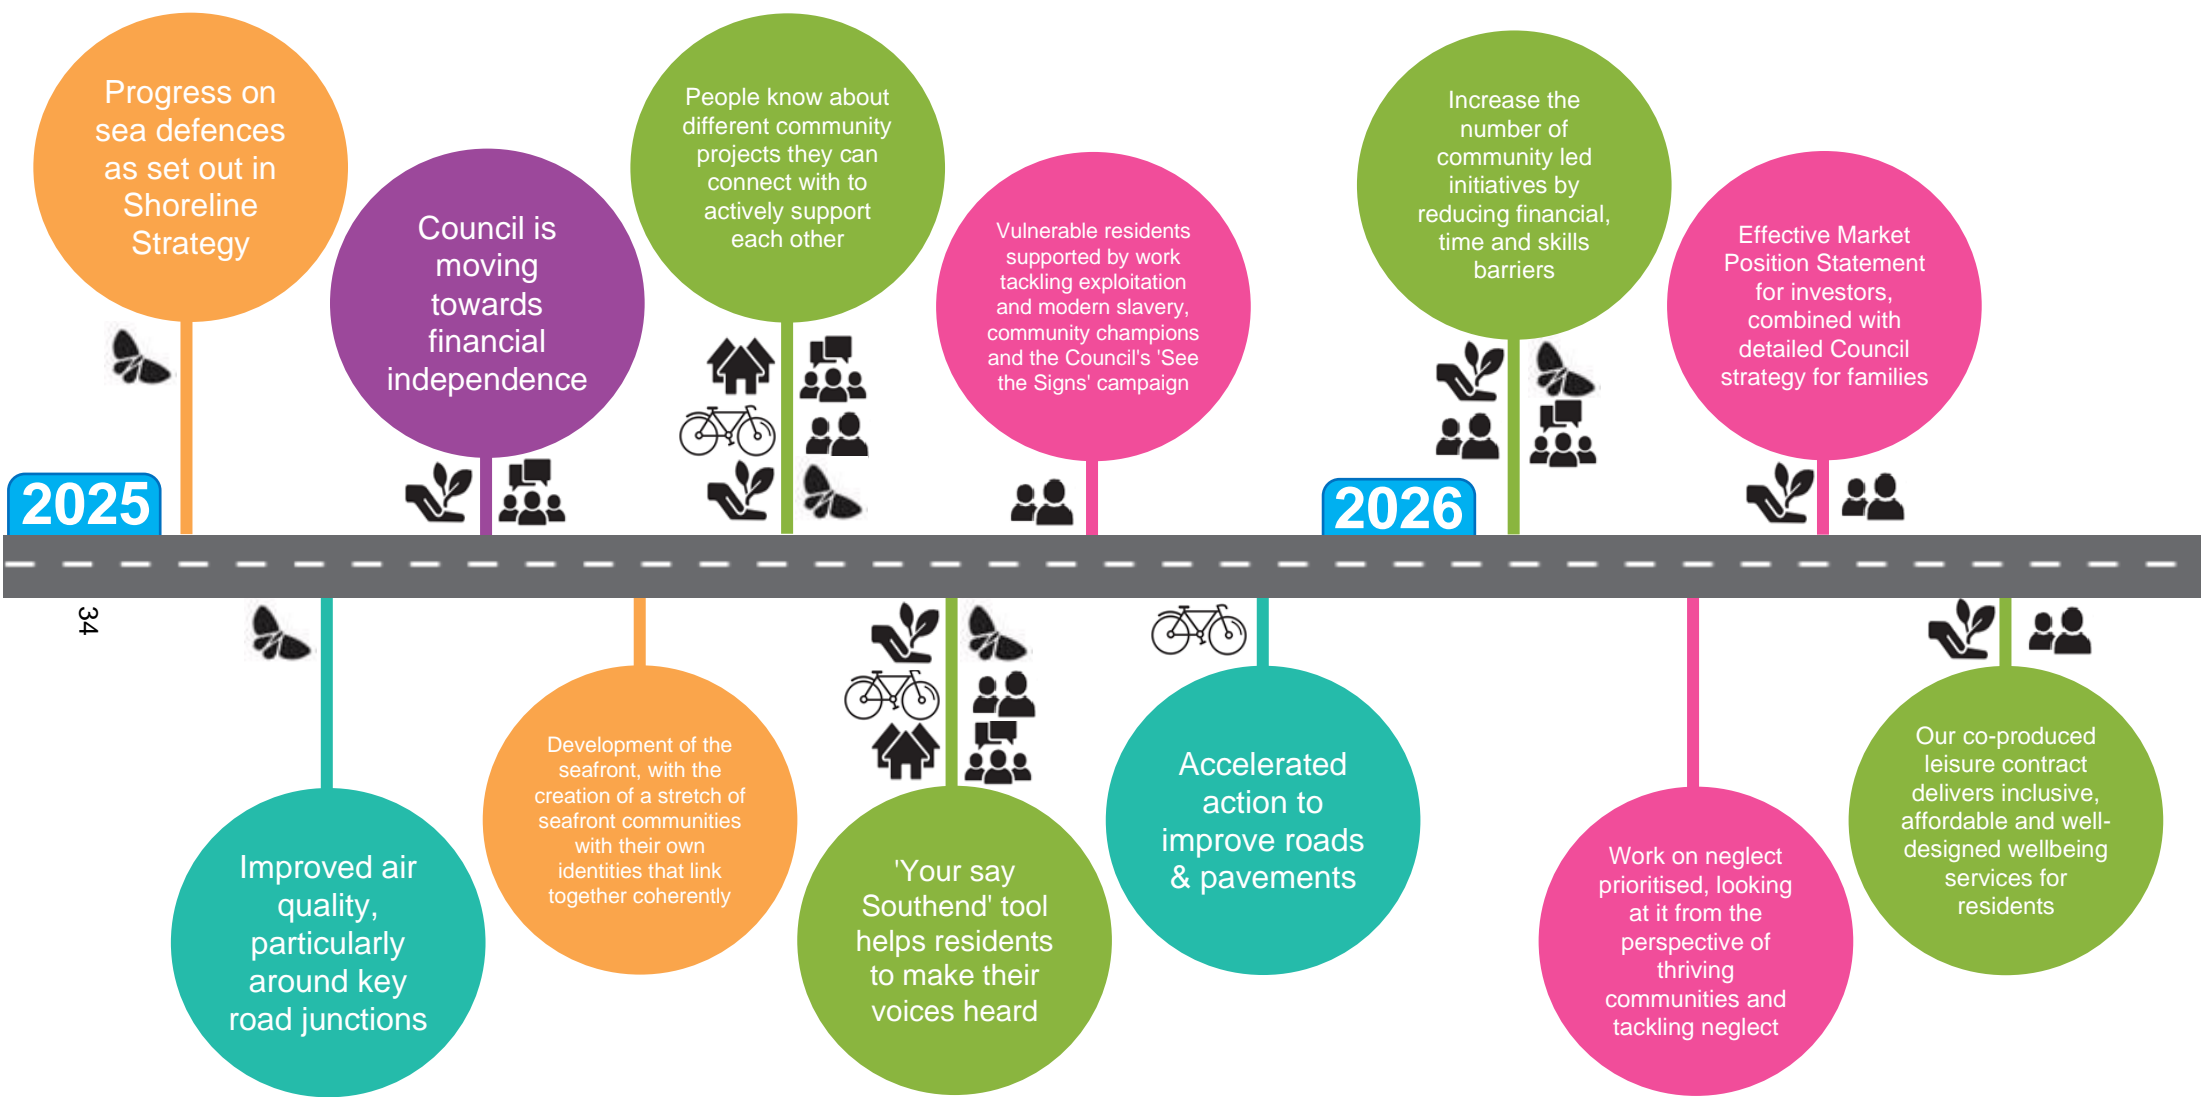 Progress on
sea defences
as set out in
Shoreline
Strategy
Council is
moving
towards
financial
independence
People know about
different community
projects they can
connect with to
actively support
each other
Vulnerable residents
supported by work
tackling exploitation
and modern slavery,
community champions
and the Council's 'See
the Signs' campaign
Increase the
number of
community led
initiatives by
reducing financial,
time and skills
barriers
Effective Market
Position Statement
for investors,
combined with
detailed Council
strategy for families
2025
2026
34
Improved air
quality,
particularly
around key
road junctions
Development of the
seafront, with the
creation of a stretch of
seafront communities
with their own
identities that link
together coherently
'Your say
Southend' tool
helps residents
to make their
voices heard
Accelerated
action to
improve roads
& pavements
Work on neglect
prioritised, looking
at it from the
perspective of
thriving
communities and
tackling neglect
Our co-produced
leisure contract
delivers inclusive,
affordable and well-
designed wellbeing
services for
residents